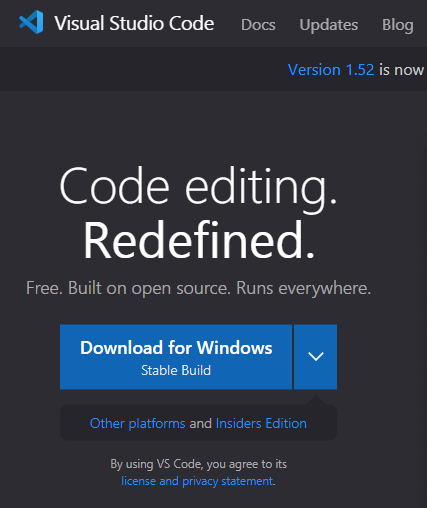 Visual Studio Code Docs Updates Blog
Version 1.52 is now
Code editing.
Redefined.
Free. Built on open source. Runs everywhere.
Download for Windows
Stable Build
Other platforms and Insiders Edition
By using VS Code, you agree to its
license and privacy statement.